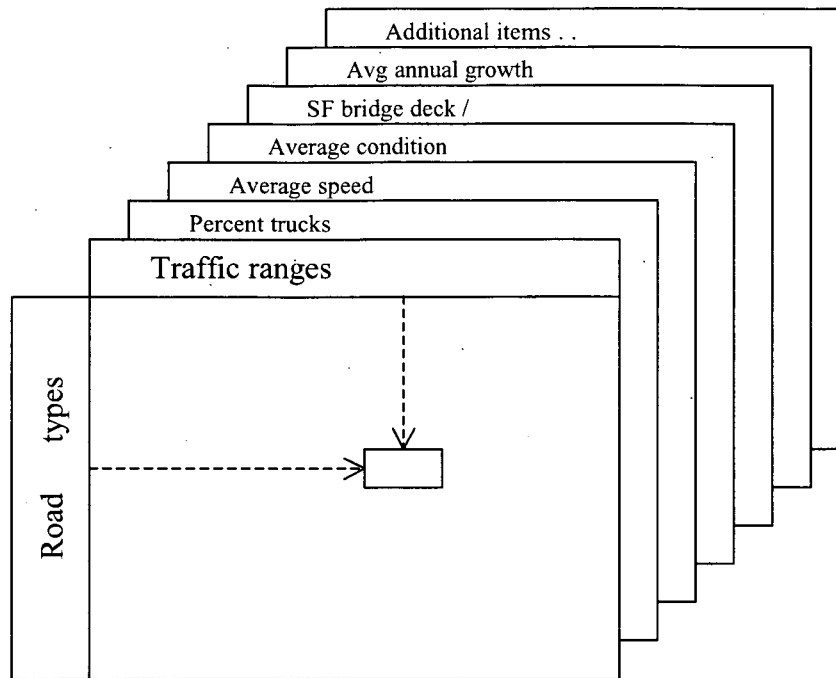 Additional items . .
Avg annual growth
SF bridge deck /
Average condition
Average speed
Percent trucks
Traffic ranges
Road types